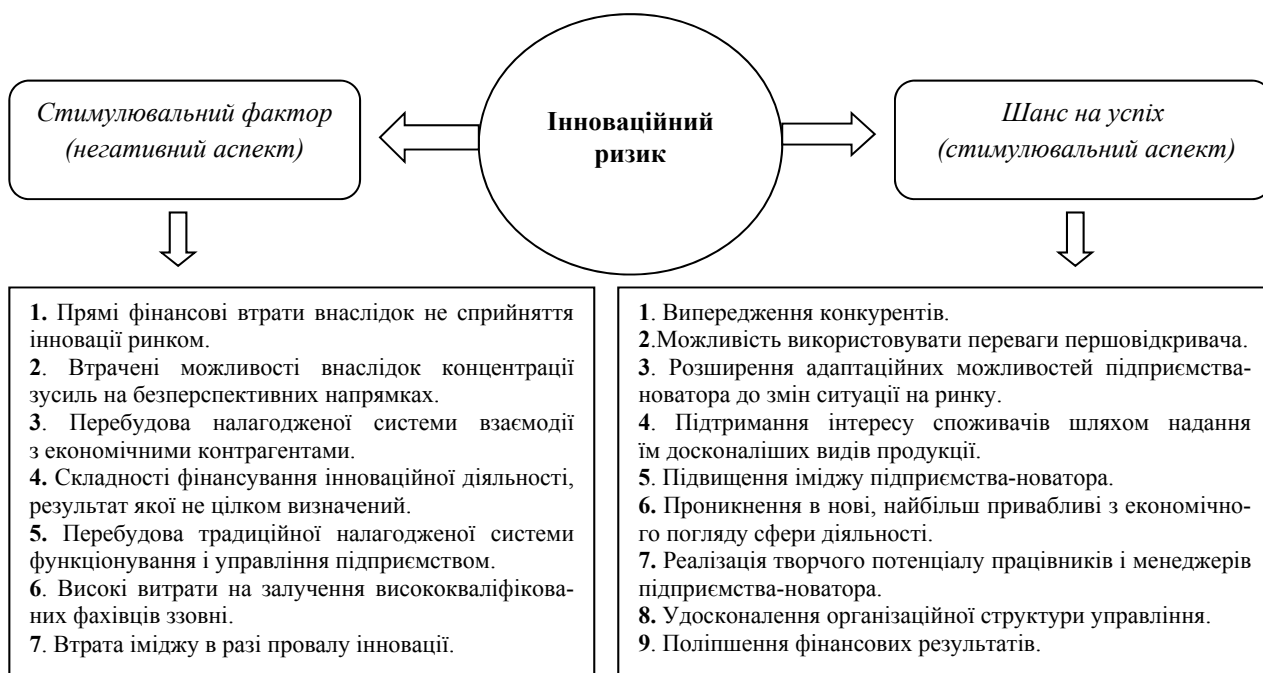 Стимулювальний фактор
(негативний аспект)
Інноваційний
ризик
Шанс на успіх
(стимулювальний аспект)
1. Прямі фінансові втрати внаслідок не сприйняття
інновації ринком.
2. Втрачені можливості внаслідок концентрації
зусиль на безперспективних напрямках.
3. Перебудова налагодженої системи взаємодії
з економічними контрагентами.
4. Складності фінансування інноваційної діяльності,
результат якої не цілком визначений.
5. Перебудова традиційної налагодженої системи
функціонування і управління підприємством.
6. Високі витрати на залучення висококваліфікова-
них фахівців ззовні.
7. Втрата іміджу в разі провалу інновації.
1. Випередження конкурентів.
2.Можливість використовувати переваги першовідкривача.
3. Розширення адаптаційних можливостей підприємства-
новатора до змін ситуації на ринку.
4. Підтримання інтересу споживачів шляхом надання
їм досконаліших видів продукції.
5. Підвищення іміджу підприємства-новатора.
6. Проникнення в нові, найбільш привабливі з економічно-
го погляду сфери діяльності.
7. Реалізація творчого потенціалу працівників і менеджерів
підприємства-новатора.
8. Удосконалення організаційної структури управління.
9. Поліпшення фінансових результатів.